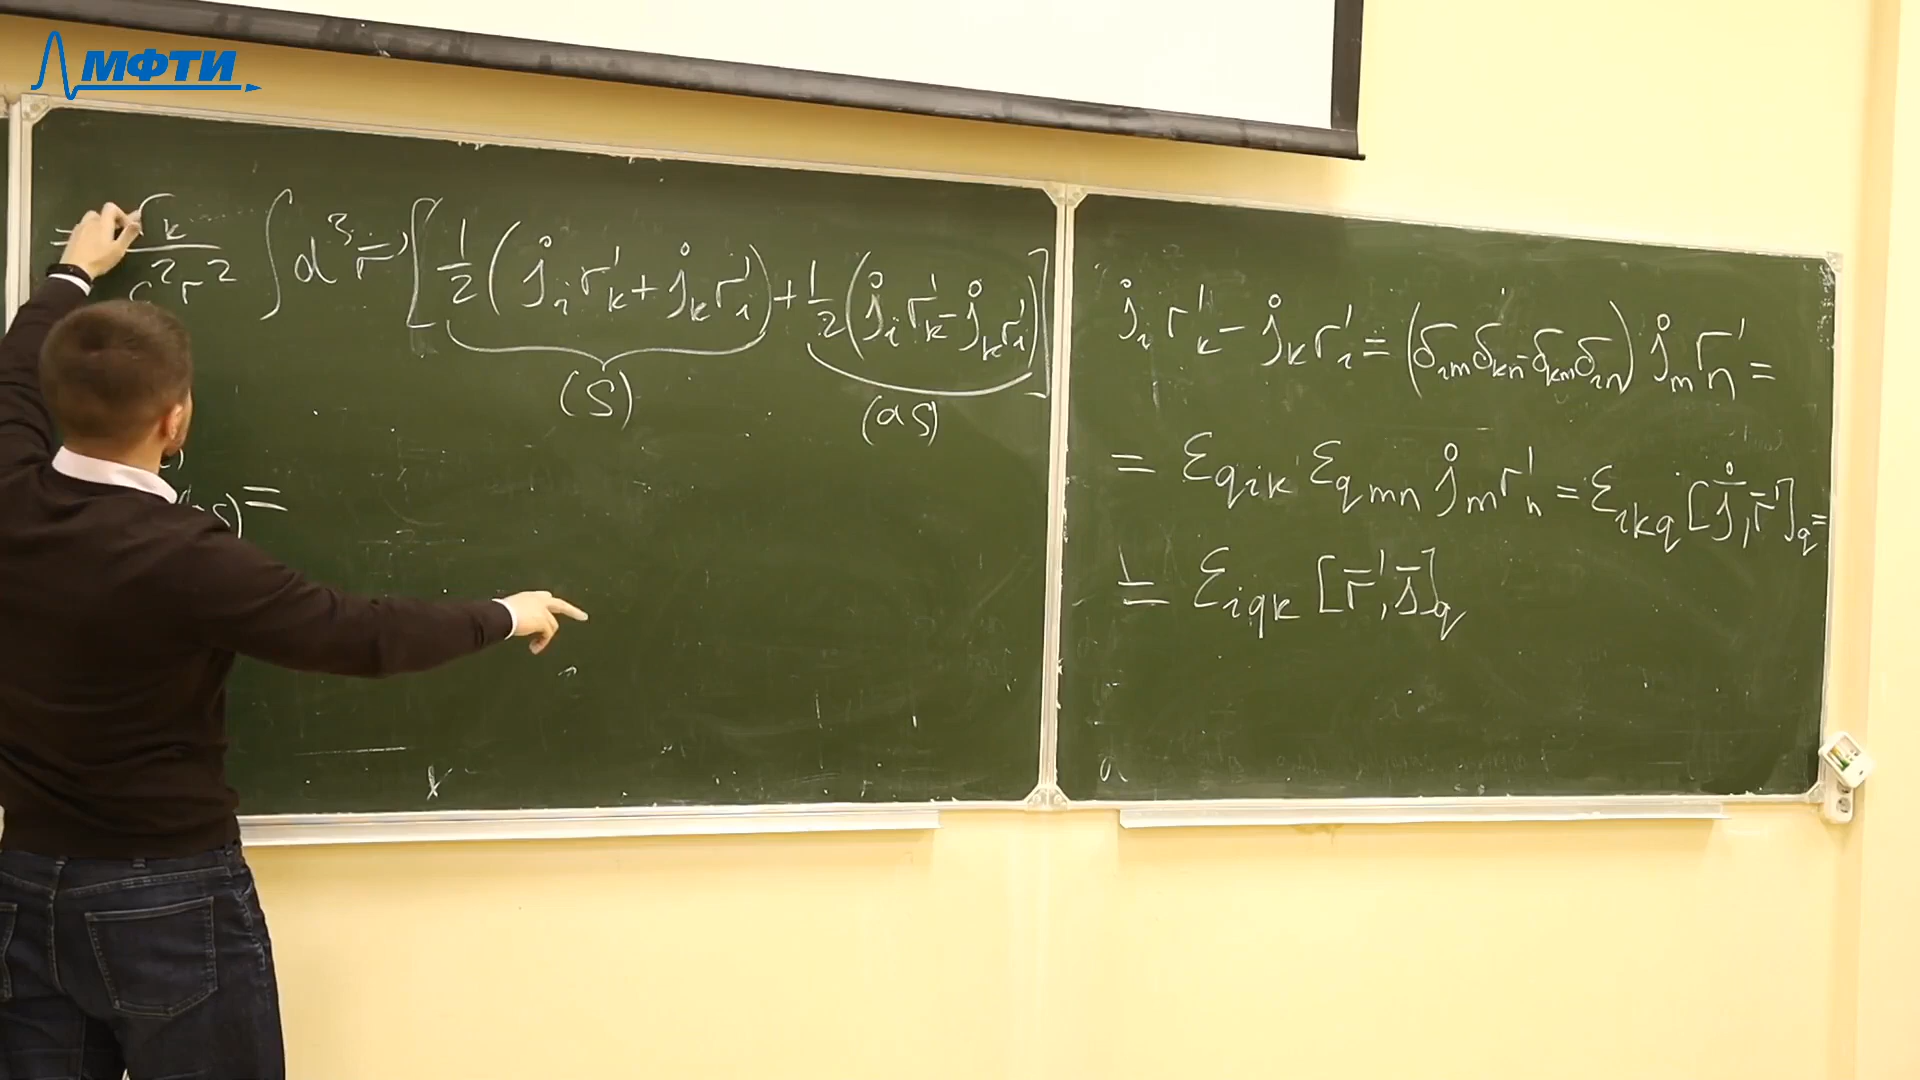 МФТИ
= r_k / c²r² ∫ d³r̄' [ 1/2 ( j̇_i r'_k + j̇_k r'_i ) + 1/2 ( j̇_i r'_k - j̇_k r'_i ) ]
(S) (as)
=
j̇_i r'_k - j̇_k r'_i = ( δ_im δ_kn - δ_km δ_in ) j̇_m r'_n =
= ε_qik ε_qmn j̇_m r'_n = ε_ikq [ j̇̄, r̄' ]_q =
= ε_iqk [ r̄', j̄ ]_q